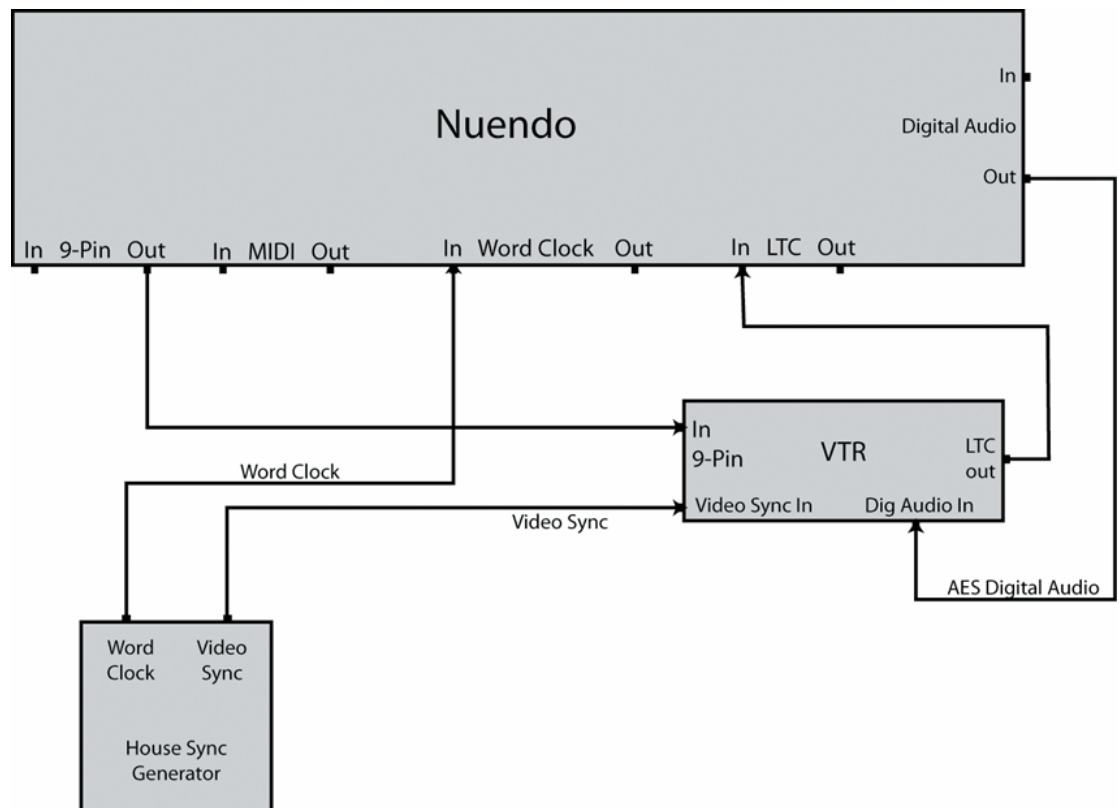 In
Nuendo
Digital Audio
Out
In 9-Pin Out In MIDI Out In Word Clock Out In LTC Out
In
9-Pin
VTR
LTC
out
Word Clock
Video Sync In
Dig Audio In
Video Sync
AES Digital Audio
Word
Clock
Video
Sync
House Sync
Generator